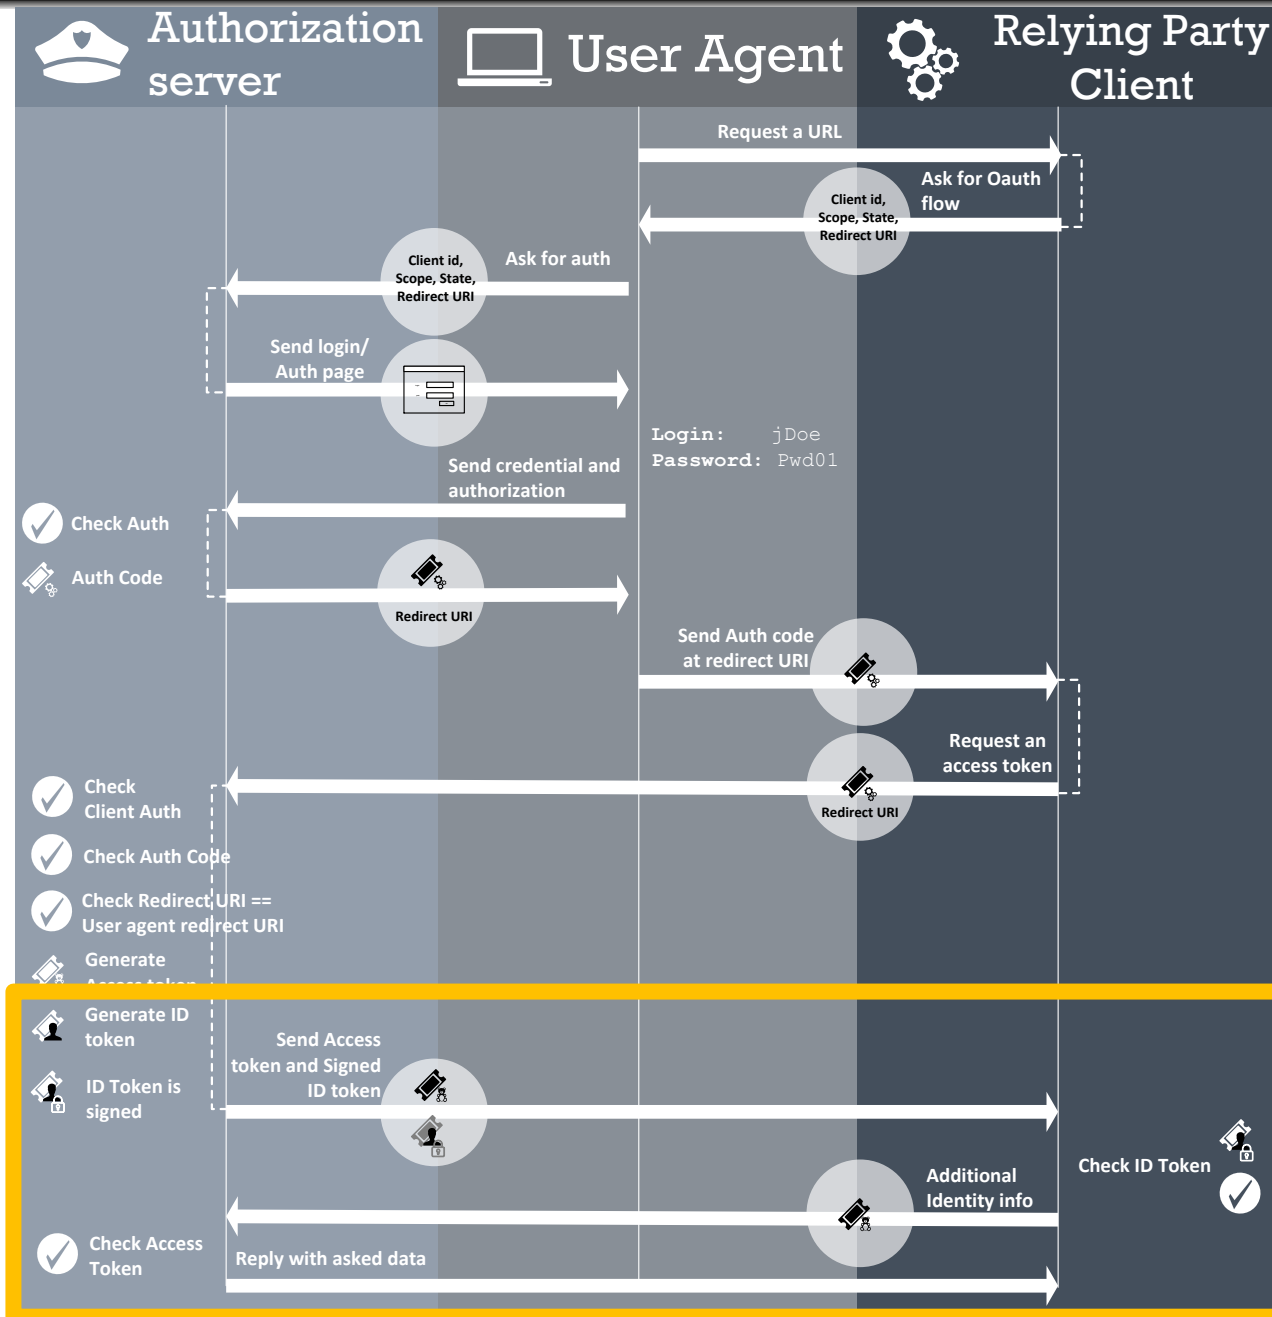 Authorization
server
User Agent
Relying Party
Client
Request a URL
Ask for Oauth
flow
Client id,
Scope, State,
Redirect URI
Ask for auth
Client id,
Scope, State,
Redirect URI
Send login/
Auth page
Login: jDoe
Password: Pwd01
Send credential and
authorization
Check Auth
Auth Code
Redirect URI
Send Auth code
at redirect URI
Request an
access token
Redirect URI
Check
Client Auth
Check Auth Code
Check Redirect URI ==
User agent redirect URI
Generate
Access token
Generate ID
token
Send Access
token and Signed
ID token
ID Token is
signed
Check ID Token
Additional
Identity info
Check Access
Token
Reply with asked data